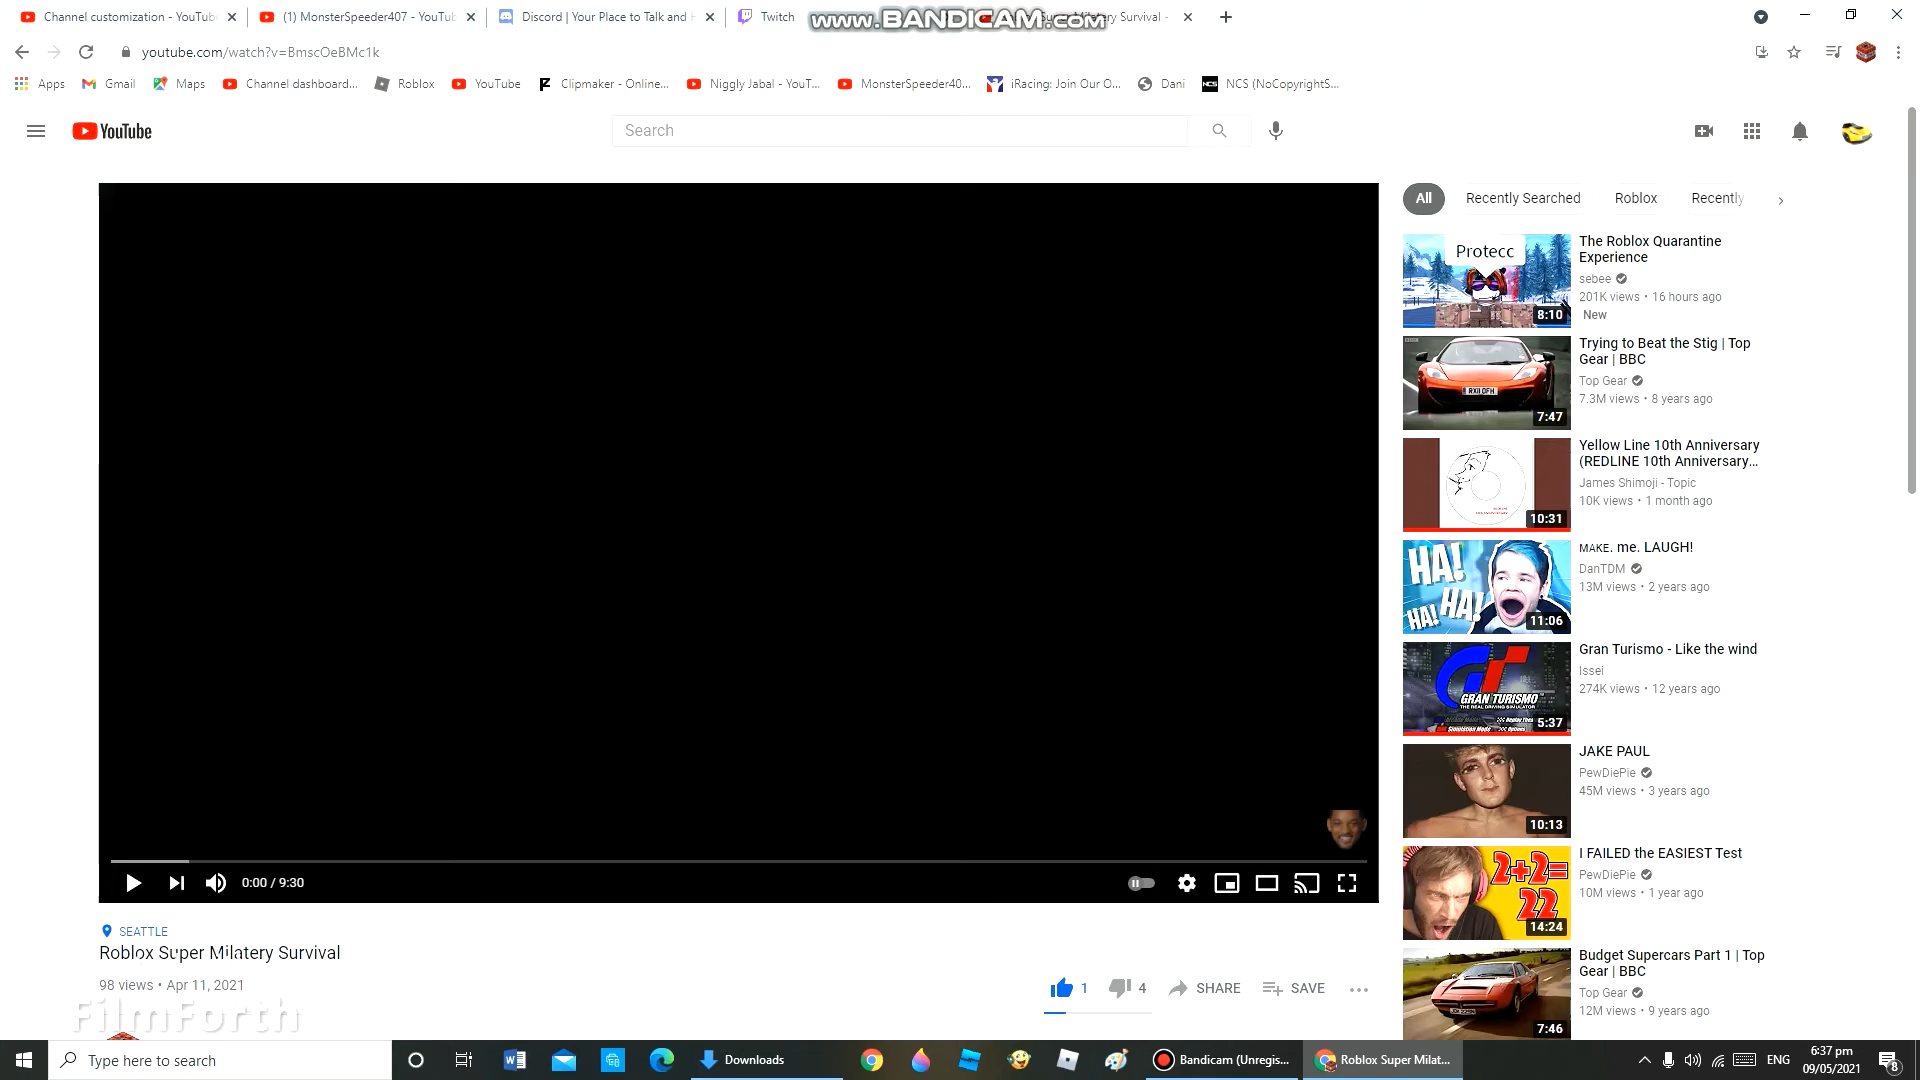 Channel customization - YouTub
(1) MonsterSpeeder407 - YouTub
Discord | Your Place to Talk and H
Twitch
Survival -
www.BANDICAM.com
youtube.com/watch?v=BmscOeBMc1k
Apps
Gmail
Maps
Channel dashboard...
Roblox
YouTube
Clipmaker - Online...
Niggly Jabal - YouT...
MonsterSpeeder40...
iRacing: Join Our O...
Dani
NCS
NCS (NoCopyrightS...
YouTube
Search
All
Recently Searched
Roblox
Recently
Protecc
8:10
The Roblox Quarantine
Experience
sebee
201K views • 16 hours ago
New
RX11 OFH
7:47
Trying to Beat the Stig | Top
Gear | BBC
Top Gear
7.3M views • 8 years ago
10:31
Yellow Line 10th Anniversary
(REDLINE 10th Anniversary...
James Shimoji - Topic
10K views • 1 month ago
HA!
HA!
HA!
11:06
MAKE. me. LAUGH!
DanTDM
13M views • 2 years ago
GRAN TURISMO
THE REAL DRIVING SIMULATOR
5:37
Gran Turismo - Like the wind
Issei
274K views • 12 years ago
10:13
JAKE PAUL
PewDiePie
45M views • 3 years ago
2+2=
22
14:24
I FAILED the EASIEST Test
PewDiePie
10M views • 1 year ago
7:46
Budget Supercars Part 1 | Top
Gear | BBC
Top Gear
12M views • 9 years ago
0:00 / 9:30
SEATTLE
Roblox Super Milatery Survival
98 views • Apr 11, 2021
1
4
SHARE
SAVE
FilmForth
Type here to search
Downloads
Bandicam (Unregis...
Roblox Super Milat...
ENG
6:37 pm
09/05/2021
8